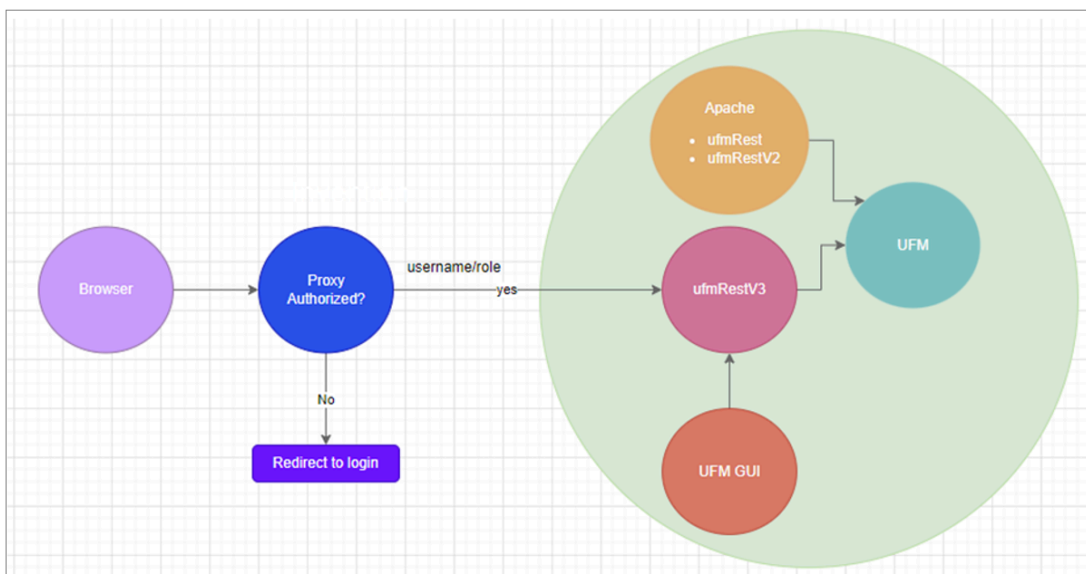 Apache
• ufmRest
• ufmRestV2
UFM
Browser
Proxy
Authorized?
username/role
yes
ufmRestV3
No
Redirect to login
UFM GUI